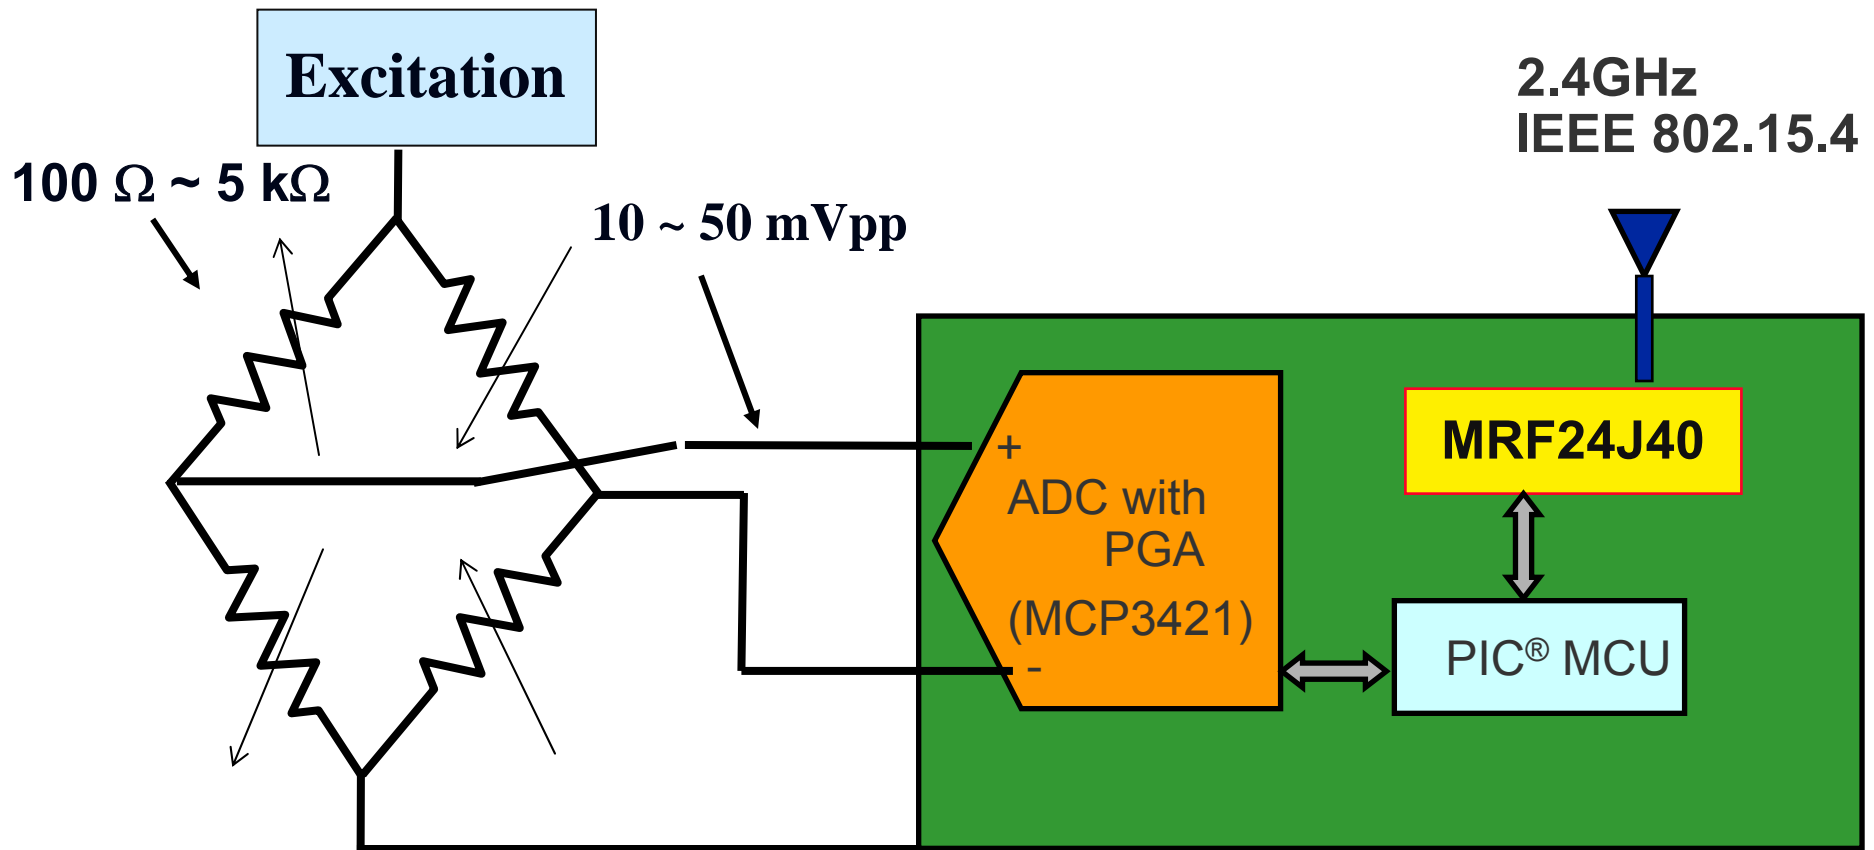 Excitation
2.4GHz
IEEE 802.15.4
100 Ω ~ 5 kΩ
10 ~ 50 mVpp
+
ADC with
PGA
(MCP3421)
-
MRF24J40
PIC® MCU